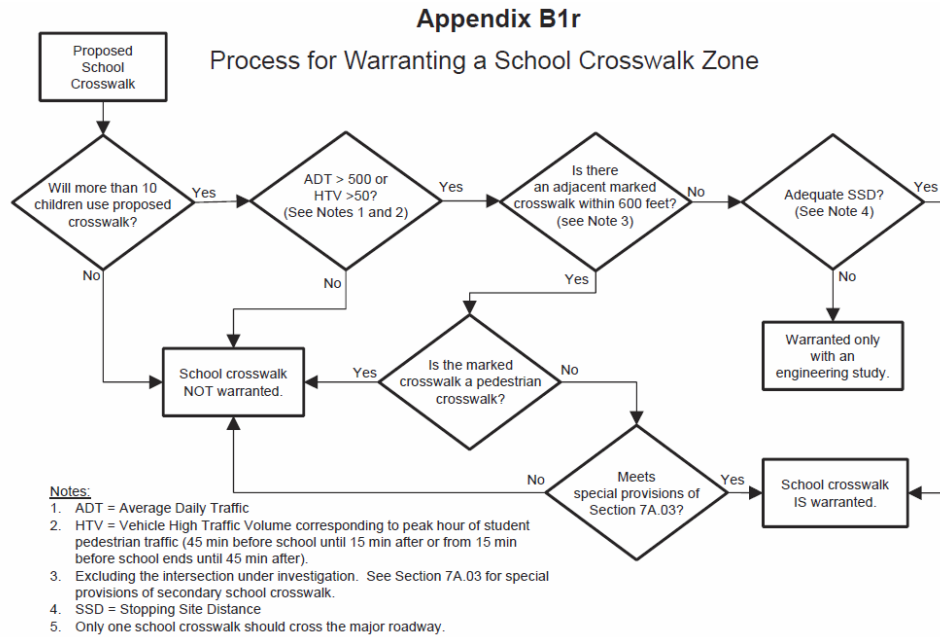 Appendix B1r
Process for Warranting a School Crosswalk Zone
Proposed
School
Crosswalk
Will more than 10
children use proposed
crosswalk?
Yes
No
ADT > 500 or
HTV >50?
(See Notes 1 and 2)
Yes
No
Is there
an adjacent marked
crosswalk within 600 feet?
(see Note 3)
No
Yes
Adequate SSD?
(See Note 4)
Yes
No
Warranted only
with an
engineering study.
School crosswalk
NOT warranted.
Yes
Is the marked
crosswalk a pedestrian
crosswalk?
No
No
Meets
special provisions of
Section 7A.03?
Yes
School crosswalk
IS warranted.
Notes:
1. ADT = Average Daily Traffic
2. HTV = Vehicle High Traffic Volume corresponding to peak hour of student
pedestrian traffic (45 min before school until 15 min after or from 15 min
before school ends until 45 min after).
3. Excluding the intersection under investigation. See Section 7A.03 for special
provisions of secondary school crosswalk.
4. SSD = Stopping Site Distance
5. Only one school crosswalk should cross the major roadway.